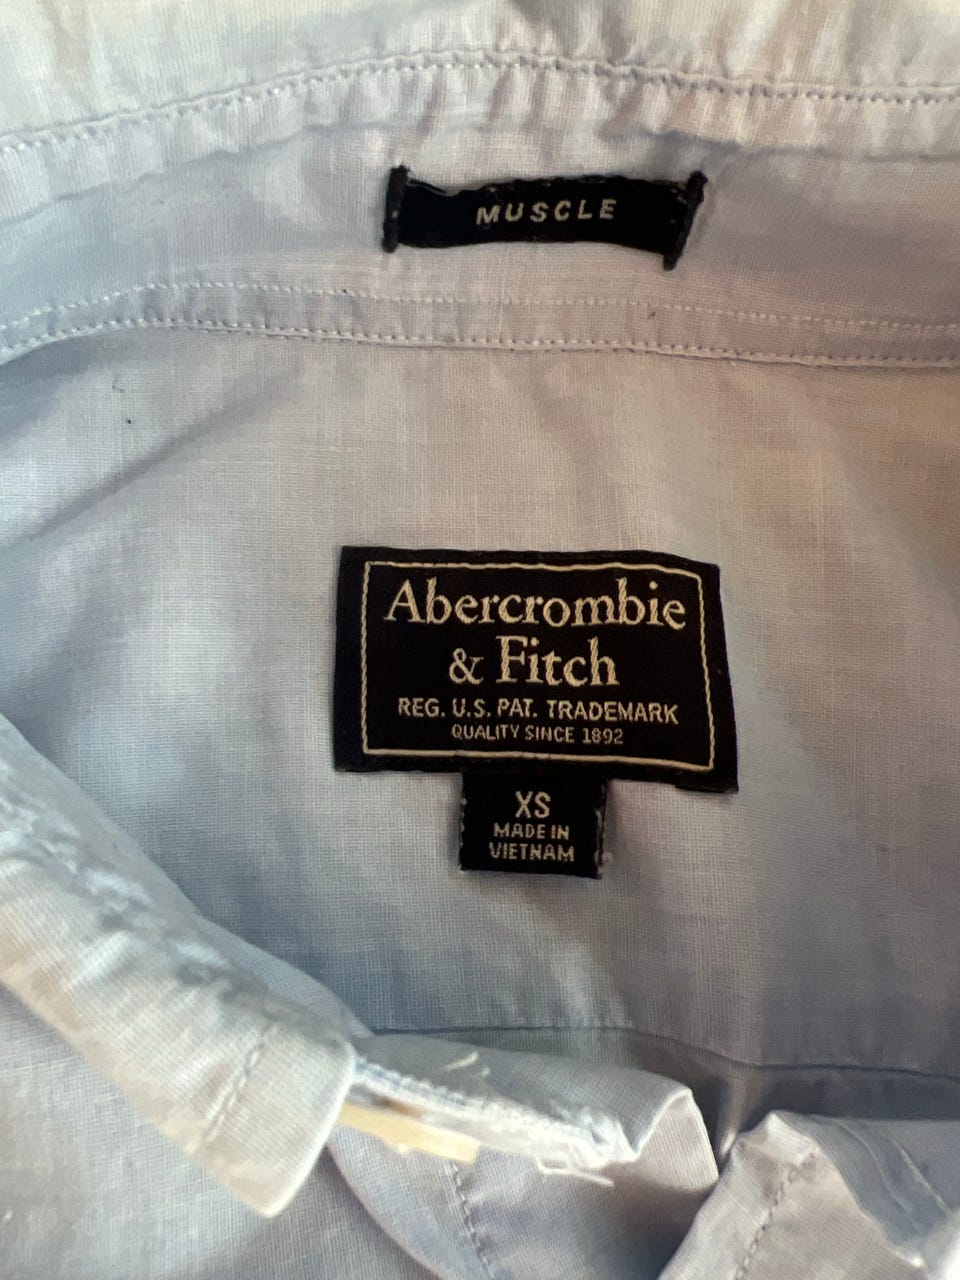 MUSCLE
Abercrombie
& Fitch
REG. U.S. PAT. TRADEMARK
QUALITY SINCE 1892
XS
MADE IN
VIETNAM